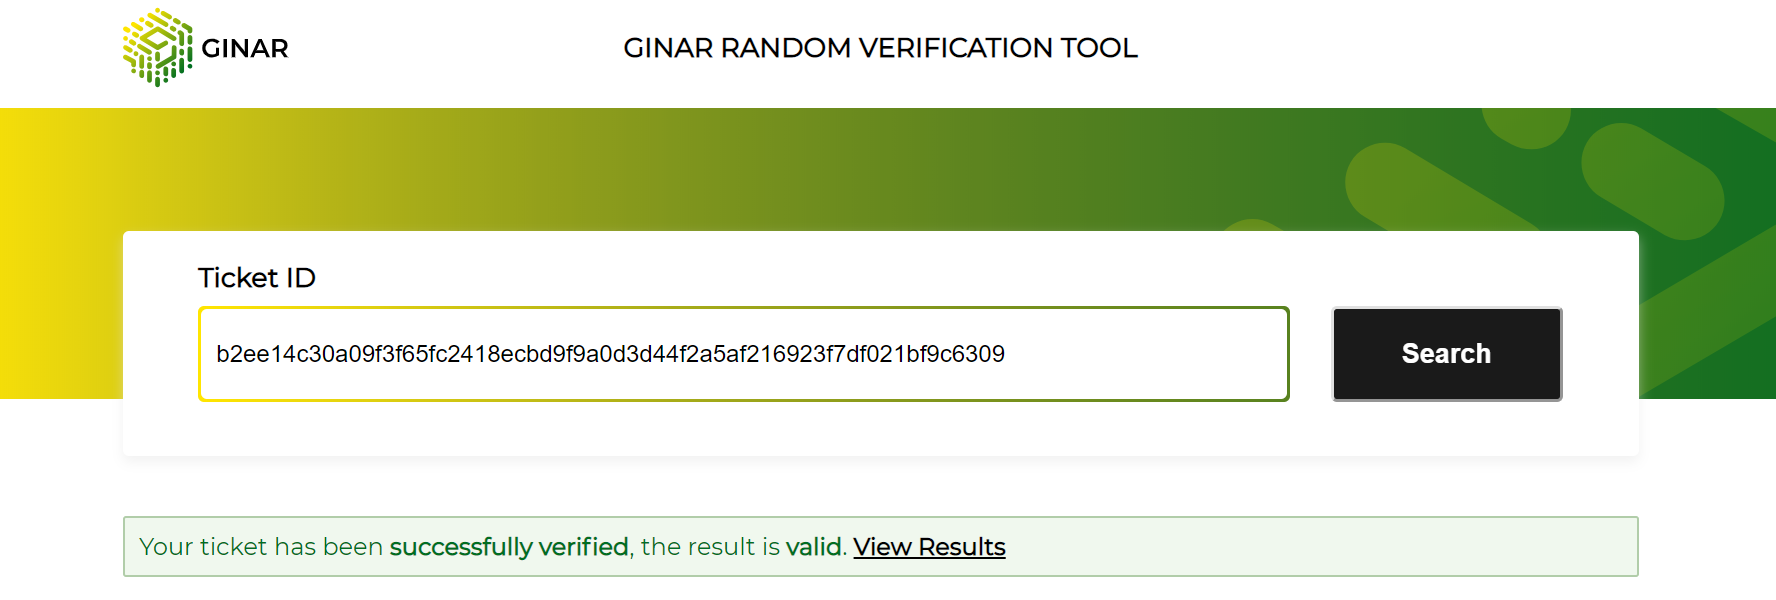 GINAR
GINAR RANDOM VERIFICATION TOOL
Ticket ID
b2ee14c30a09f3f65fc2418ecbd9f9a0d3d44f2a5af216923f7df021bf9c6309
Search
Your ticket has been successfully verified, the result is valid. View Results